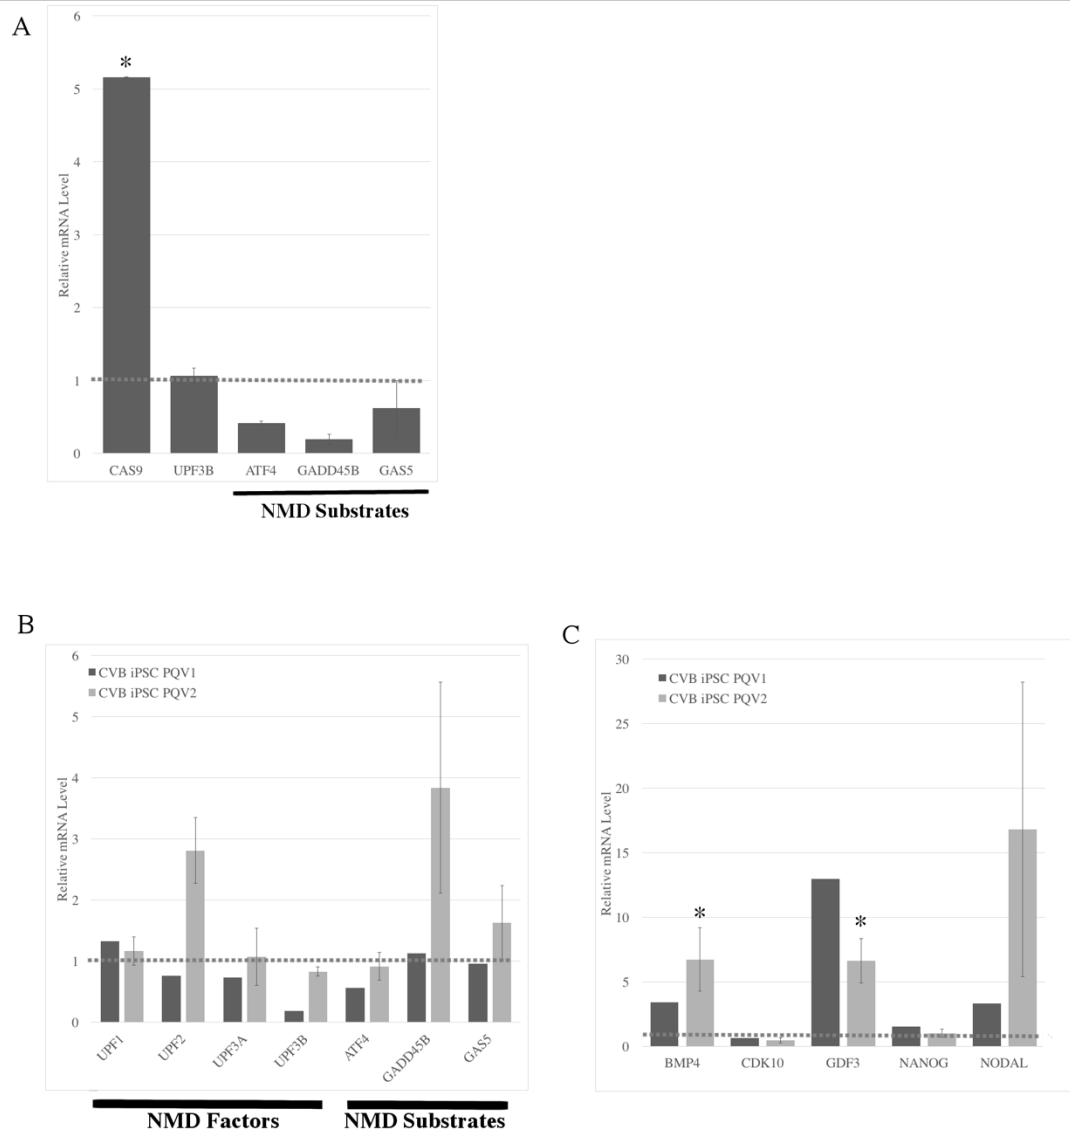 A
6
5
4
3
2
1
0
Relative mRNA Level
*
CAS9 UPF3B ATF4 GADD45B GAS5
NMD Substrates
B
6
5
4
3
2
1
0
Relative mRNA Level
CVB iPSC PQV1
CVB iPSC PQV2
UPF1 UPF2 UPF3A UPF3B ATF4 GADD45B GAS5
NMD Factors NMD Substrates
C
30
25
20
15
10
5
0
Relative mRNA Level
CVB iPSC PQV1
CVB iPSC PQV2
* *
BMP4 CDK10 GDF3 NANOG NODAL